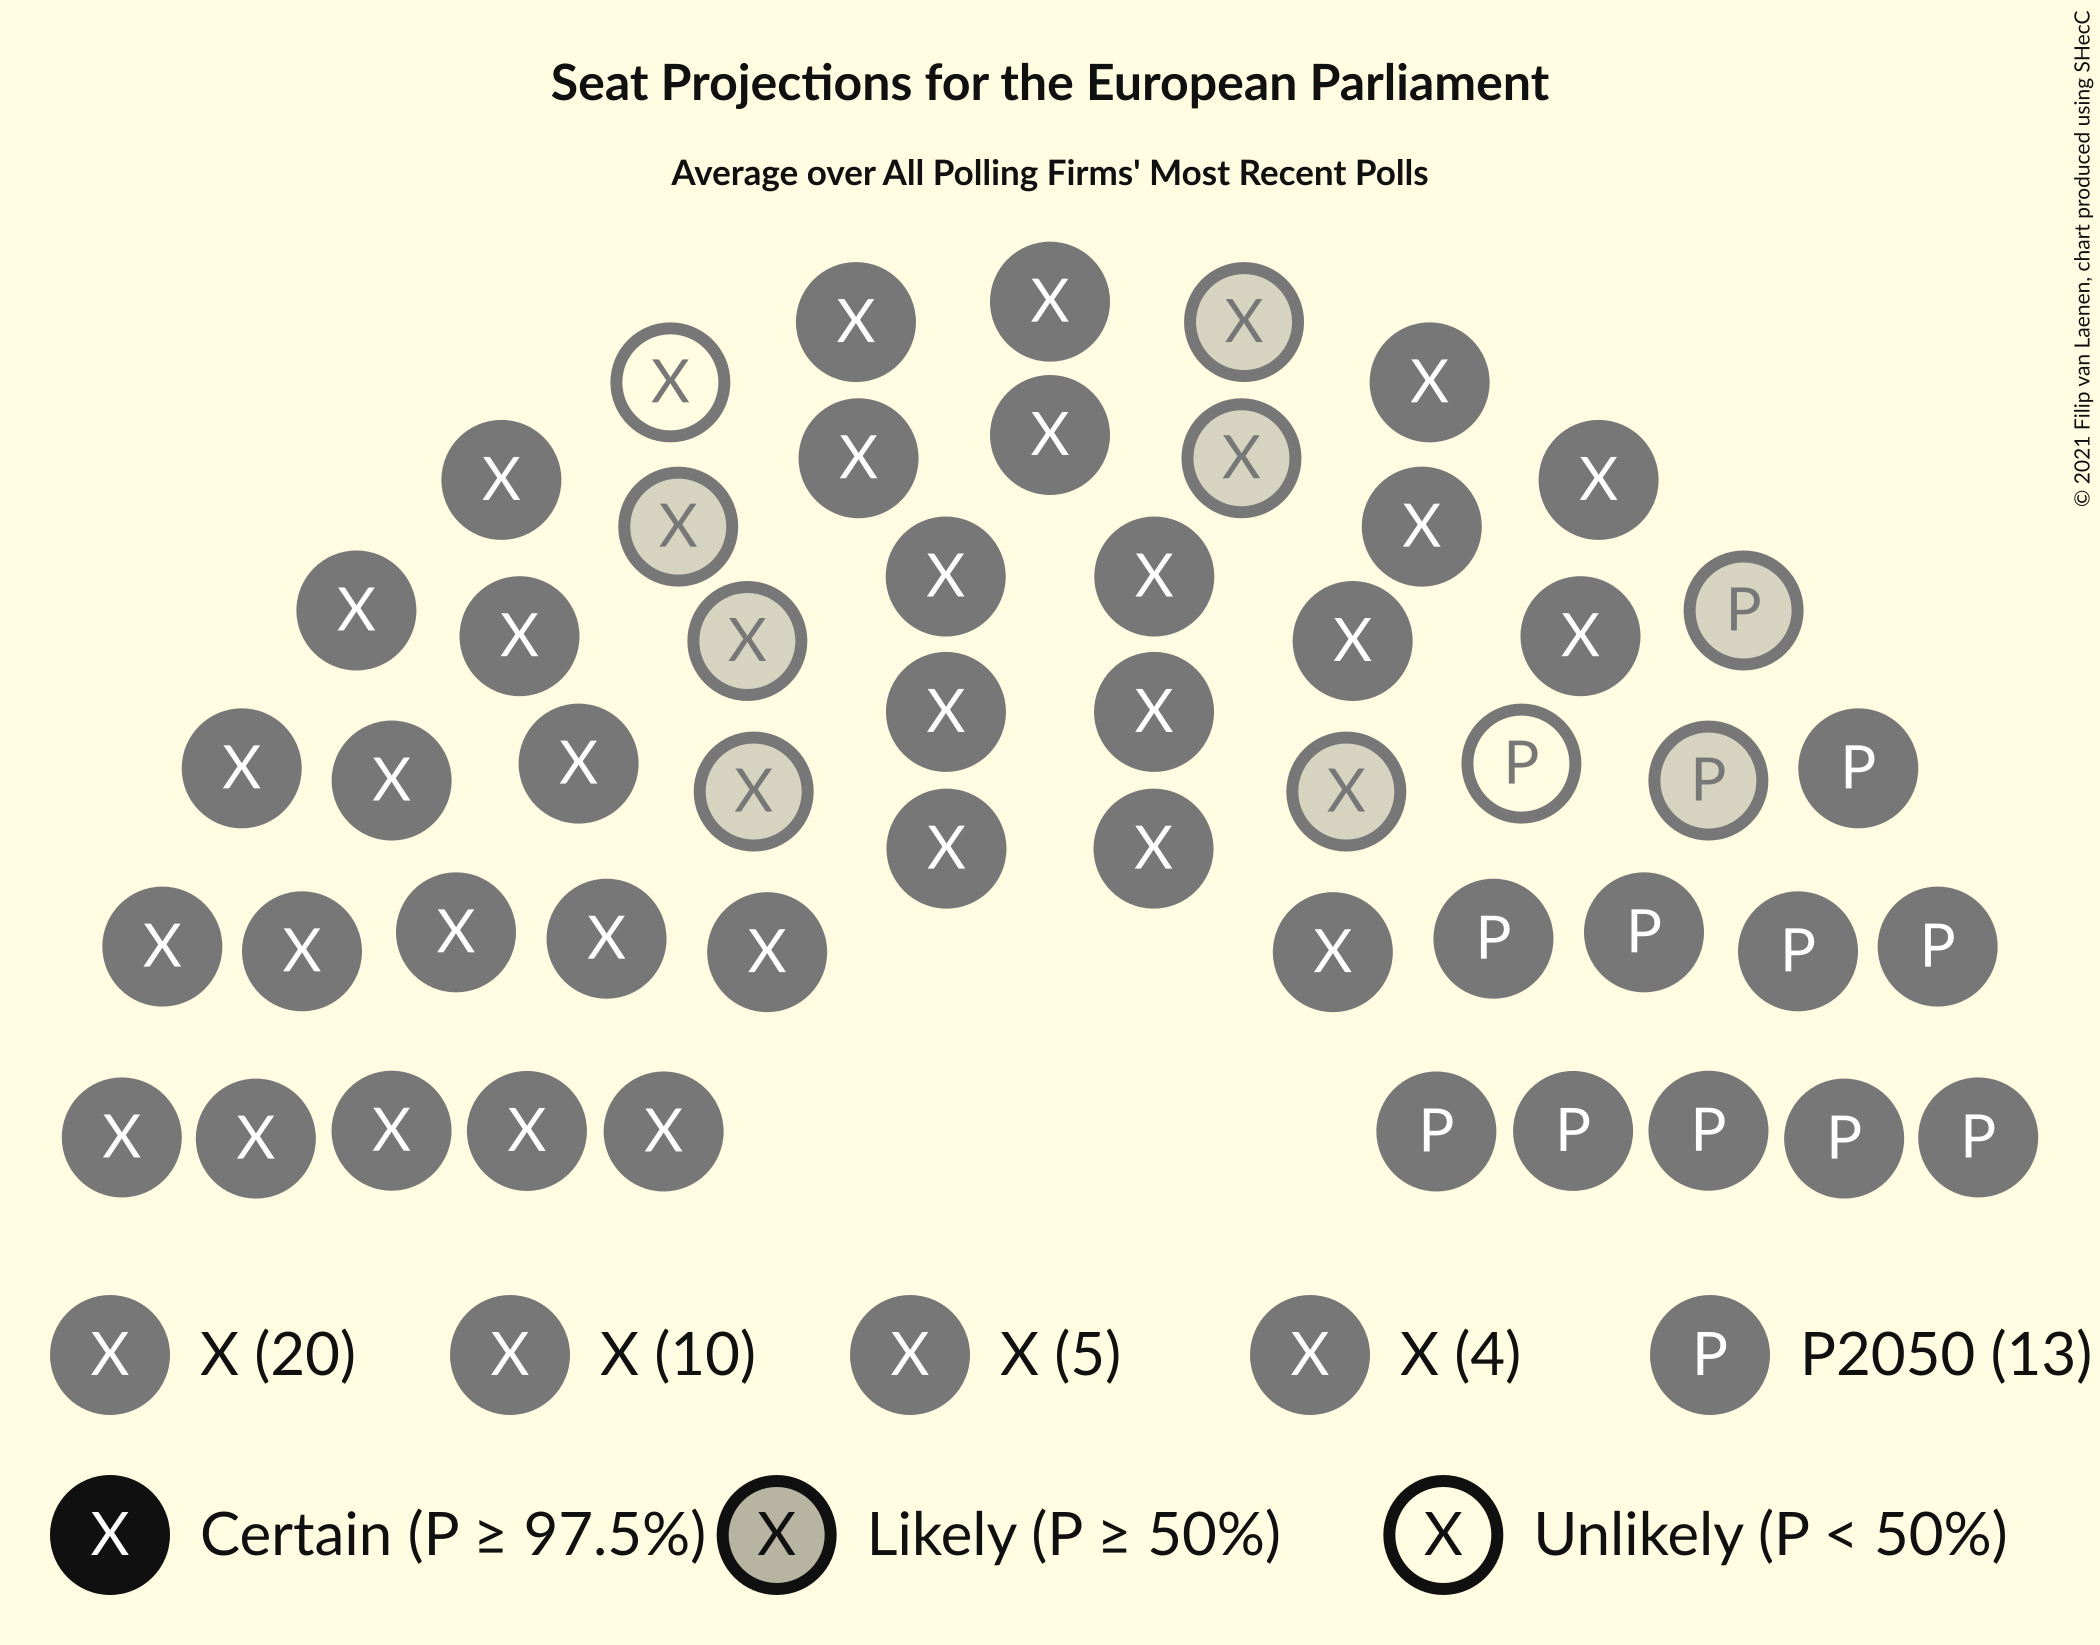 Seat Projections for the European Parliament
Average over All Polling Firms' Most Recent Polls
© 2021 Filip van Laenen, chart produced using SHecC
X
X X
X X
X
X X
X X
X X
X X
X X
X P
X X
X X
X X
X P P P
X X X X
X X
X X X X X X P P P P
X X X X X P P P P P
X X (20) X X (10) X X (5) X X (4) P P2050 (13)
X Certain (P ≥ 97.5%) X Likely (P ≥ 50%) X Unlikely (P < 50%)